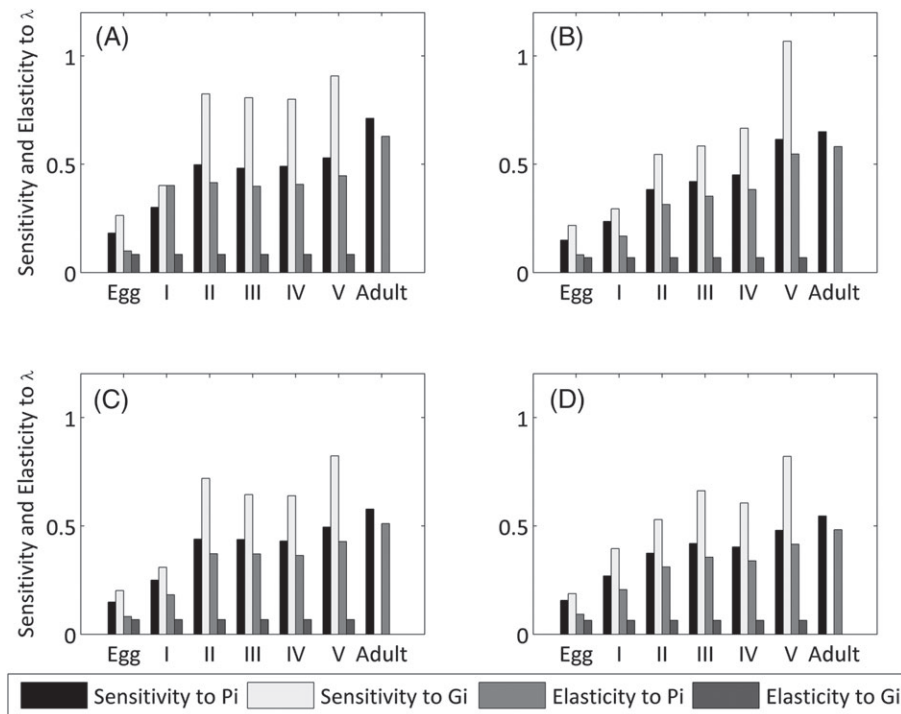 (A)
(B)
Sensitivity and Elasticity to λ
1
0.5
0
Egg I II III IV V Adult
1
0.5
0
Egg I II III IV V Adult
(C)
(D)
Sensitivity and Elasticity to λ
1
0.5
0
Egg I II III IV V Adult
1
0.5
0
Egg I II III IV V Adult
Sensitivity to Pi Sensitivity to Gi Elasticity to Pi Elasticity to Gi